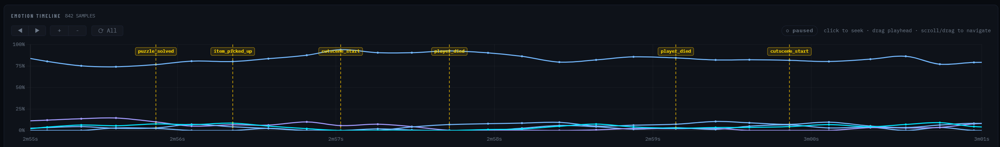 EMOTION TIMELINE 842 SAMPLES
◀ ▶ + - ⟳ All
○ paused click to seek · drag playhead · scroll/drag to navigate
100%
puzzle_solved item_picked_up cutscene_start player_died player_died cutscene_start
75%
50%
25%
0%
2m55s 2m56s 2m57s 2m58s 2m59s 3m00s 3m01s